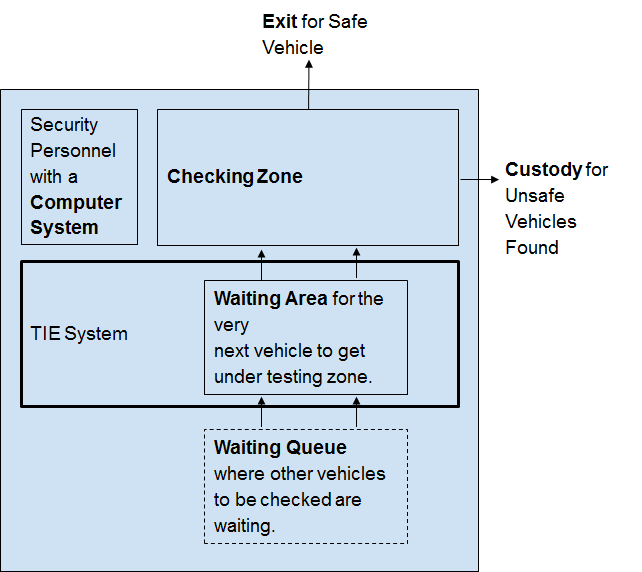 Exit for Safe
Vehicle
Security
Personnel
with a
Computer
System
Checking Zone
Custody for
Unsafe
Vehicles
Found
TIE System
Waiting Area for the
very
next vehicle to get
under testing zone.
Waiting Queue
where other vehicles
to be checked are
waiting.